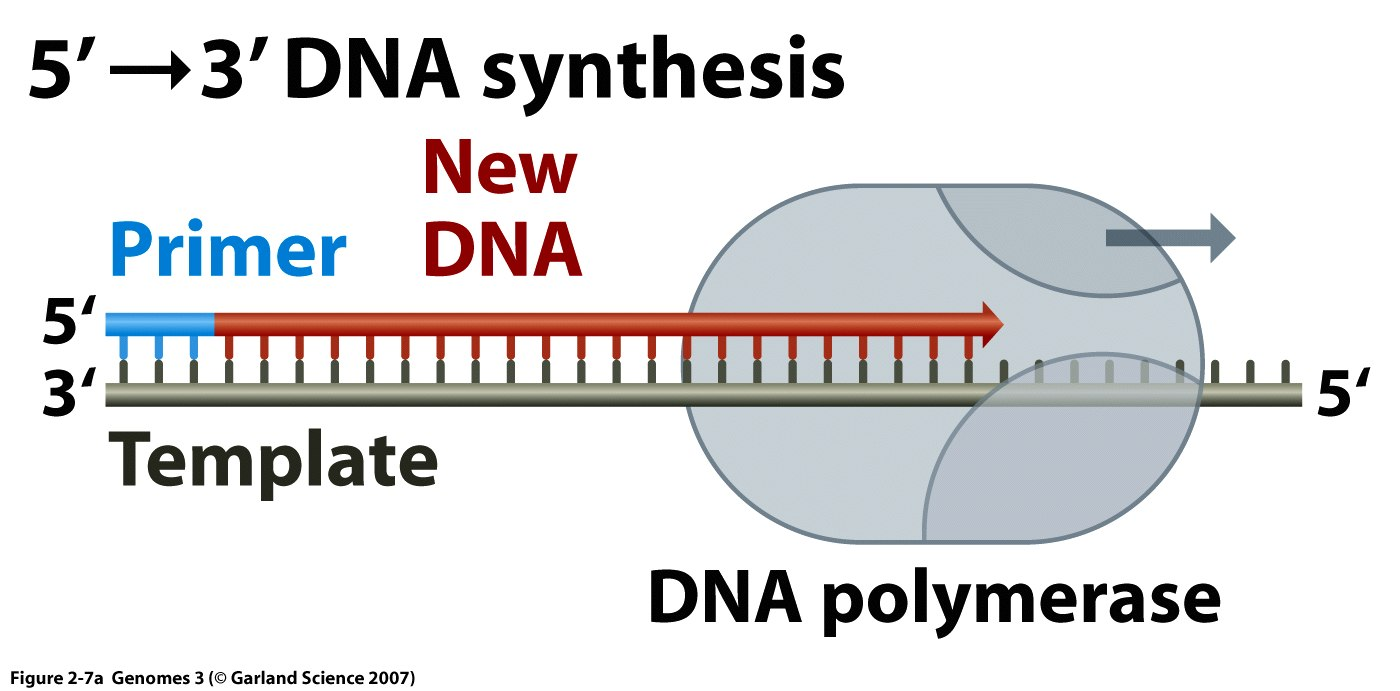 5′→3′ DNA synthesis
New
DNA
Primer
5‘
3‘
5‘
Template
DNA polymerase
Figure 2-7a Genomes 3 (© Garland Science 2007)